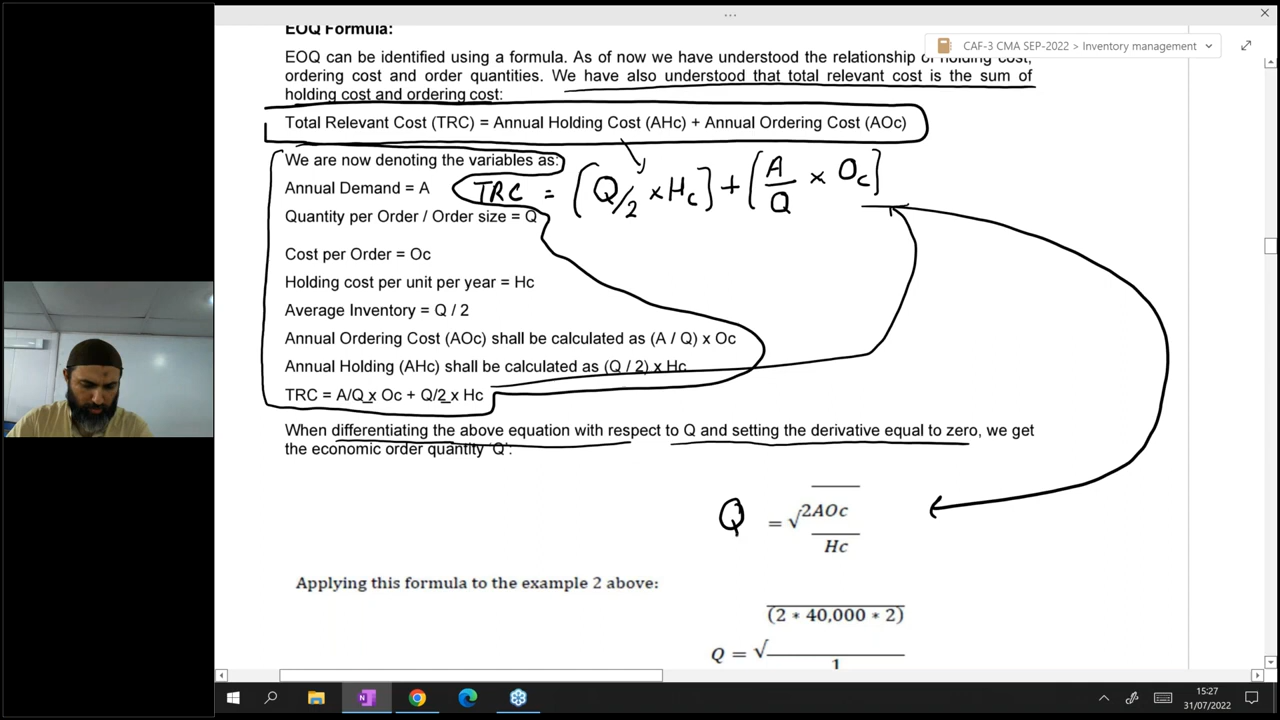 EOQ Formula:
CAF-3 CMA SEP-2022 > Inventory management
EOQ can be identified using a formula. As of now we have understood the relationship of holding cost,
ordering cost and order quantities. We have also understood that total relevant cost is the sum of
holding cost and ordering cost:
Total Relevant Cost (TRC) = Annual Holding Cost (AHc) + Annual Ordering Cost (AOc)
We are now denoting the variables as:
Annual Demand = A
TRC = [Q/2 x Hc] + [A/Q x Oc]
Quantity per Order / Order size = Q
Cost per Order = Oc
Holding cost per unit per year = Hc
Average Inventory = Q / 2
Annual Ordering Cost (AOc) shall be calculated as (A / Q) x Oc
Annual Holding (AHc) shall be calculated as (Q / 2) x Hc
TRC = A/Q x Oc + Q/2 x Hc
When differentiating the above equation with respect to Q and setting the derivative equal to zero, we get
the economic order quantity 'Q':
Q = √2AOc
Hc
Applying this formula to the example 2 above:
(2 * 40,000 * 2)
Q = √
1
15:27
31/07/2022